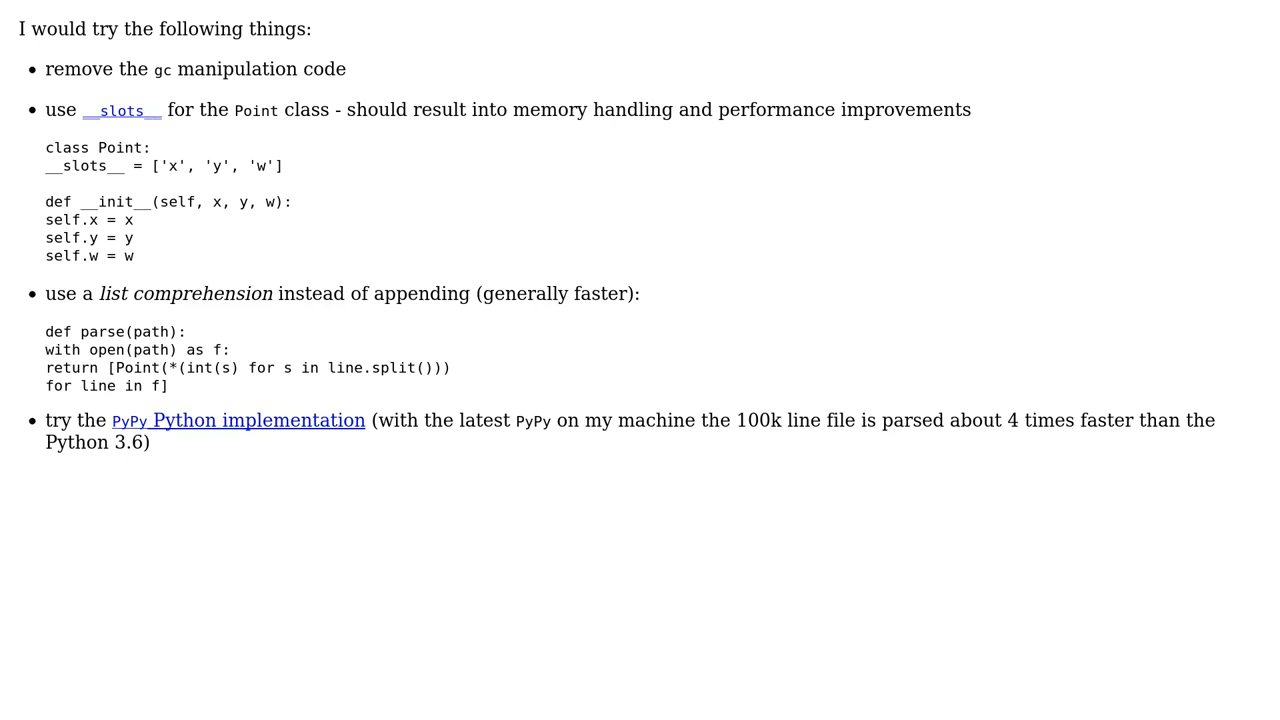 I would try the following things:
• remove the gc manipulation code
• use __slots__ for the Point class - should result into memory handling and performance improvements
class Point:
__slots__ = ['x', 'y', 'w']
def __init__(self, x, y, w):
self.x = x
self.y = y
self.w = w
• use a list comprehension instead of appending (generally faster):
def parse(path):
with open(path) as f:
return [Point(*(int(s) for s in line.split()))
for line in f]
• try the PyPy Python implementation (with the latest PyPy on my machine the 100k line file is parsed about 4 times faster than the
Python 3.6)